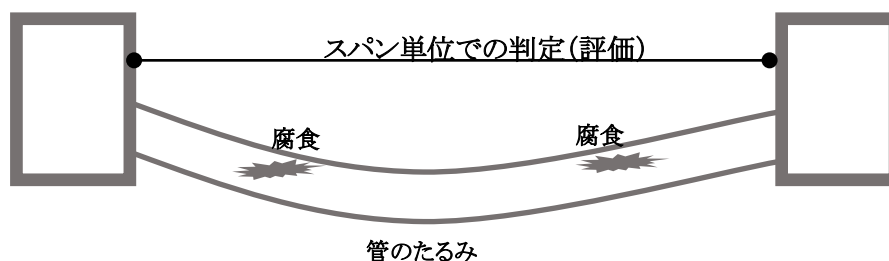 スパン単位での判定（評価）
腐食
腐食
管のたるみ